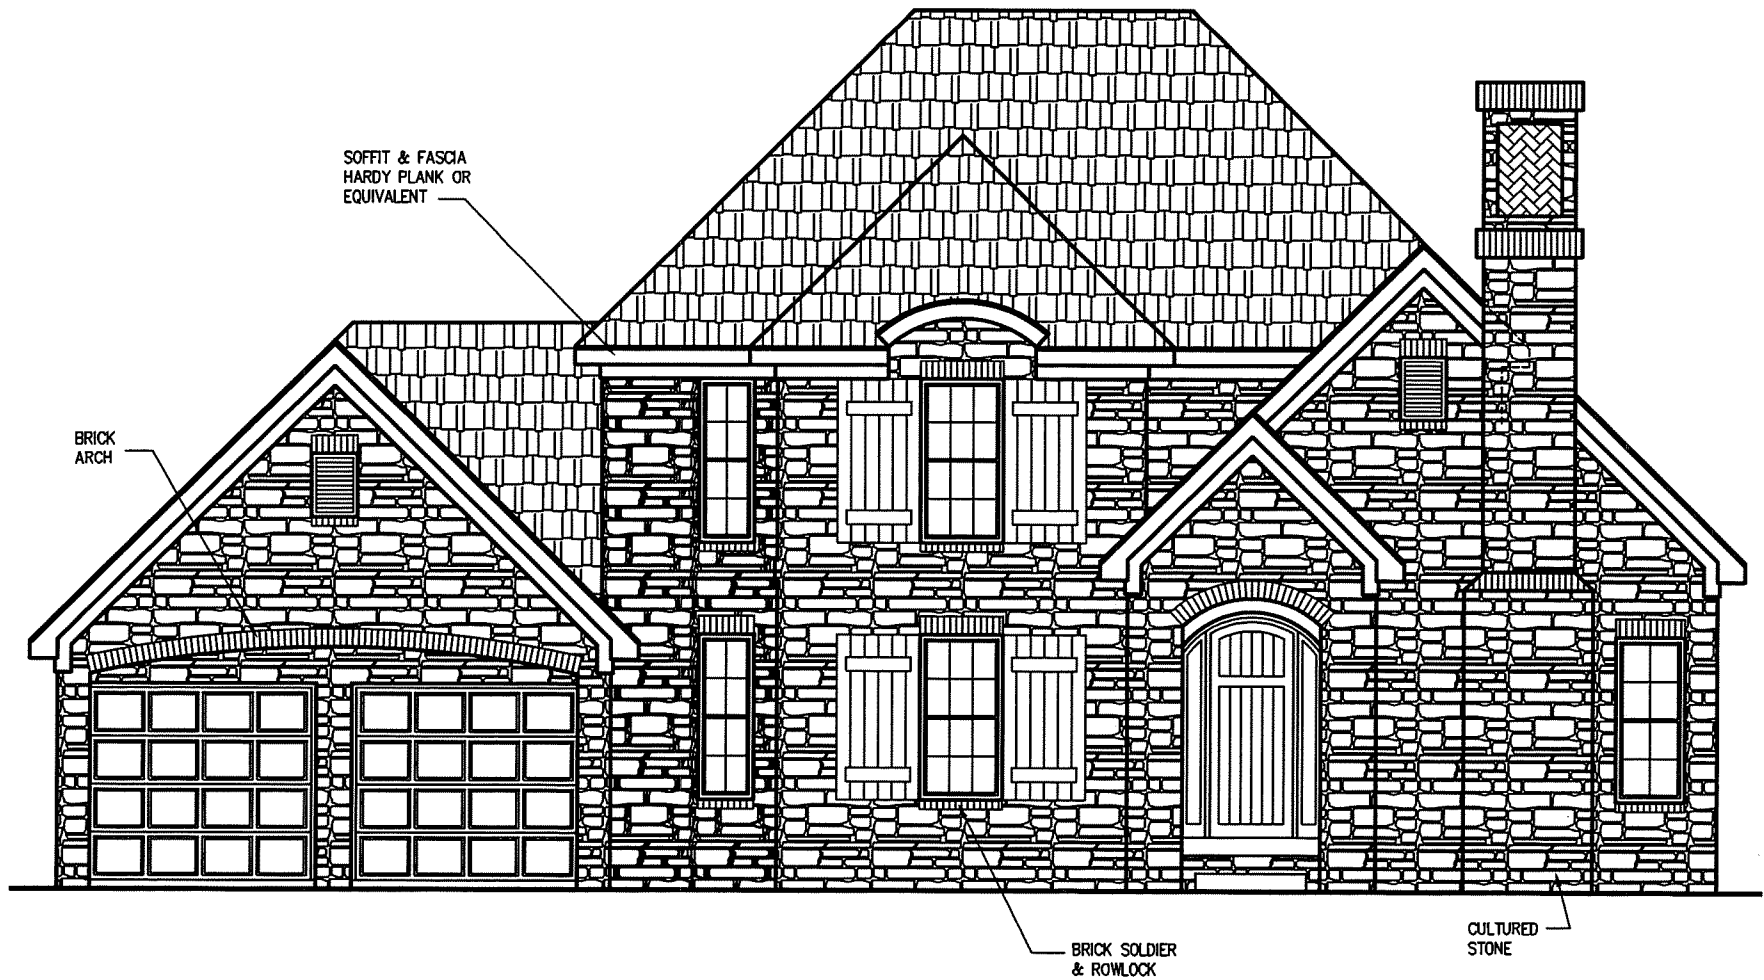 SOFFIT & FASCIA
HARDY PLANK OR
EQUIVALENT
BRICK
ARCH
CULTURED
STONE
BRICK SOLDIER
& ROWLOCK